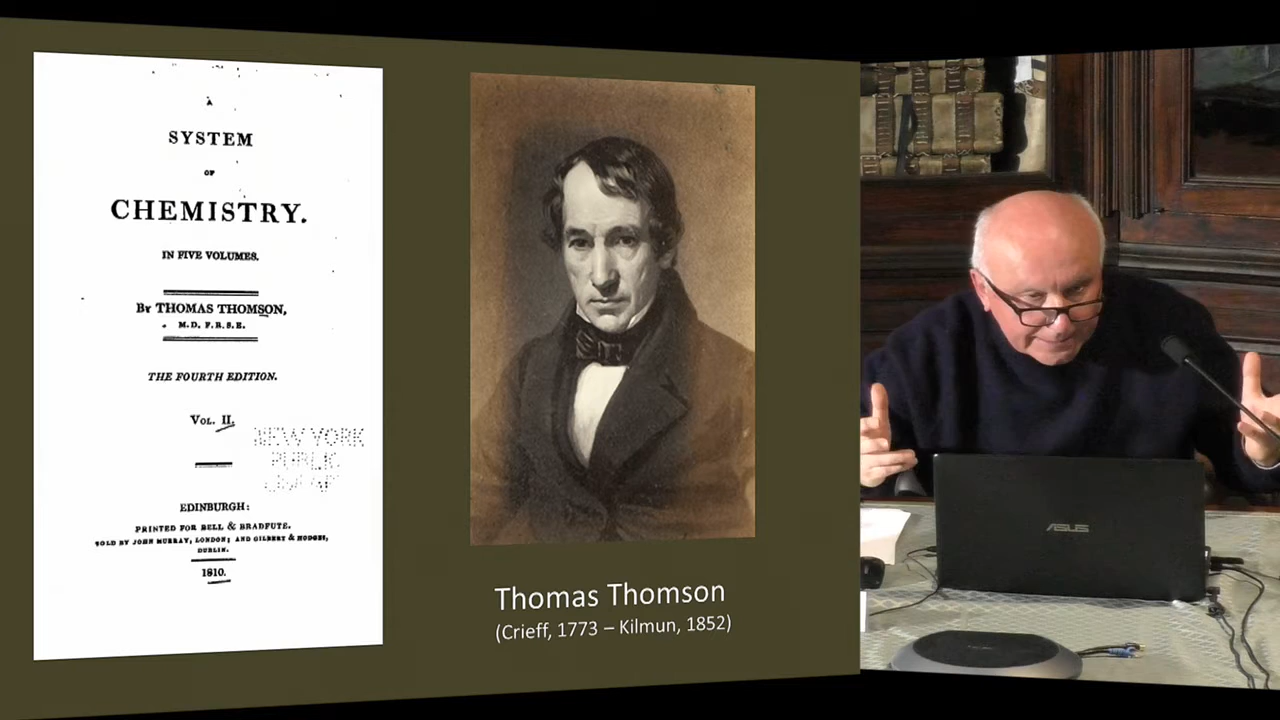 A
SYSTEM
OF
CHEMISTRY.
IN FIVE VOLUMES.
By THOMAS THOMSON,
M.D. F.R.S.E.
THE FOURTH EDITION.
Vol. II.
NEW YORK
PUBLIC
EDINBURGH:
PRINTED FOR BELL & BRADFUTE.
SOLD BY JOHN MURRAY, LONDON; AND GILBERT & HODGES,
DUBLIN.
1810.
Thomas Thomson
(Crieff, 1773 – Kilmun, 1852)
ASUS